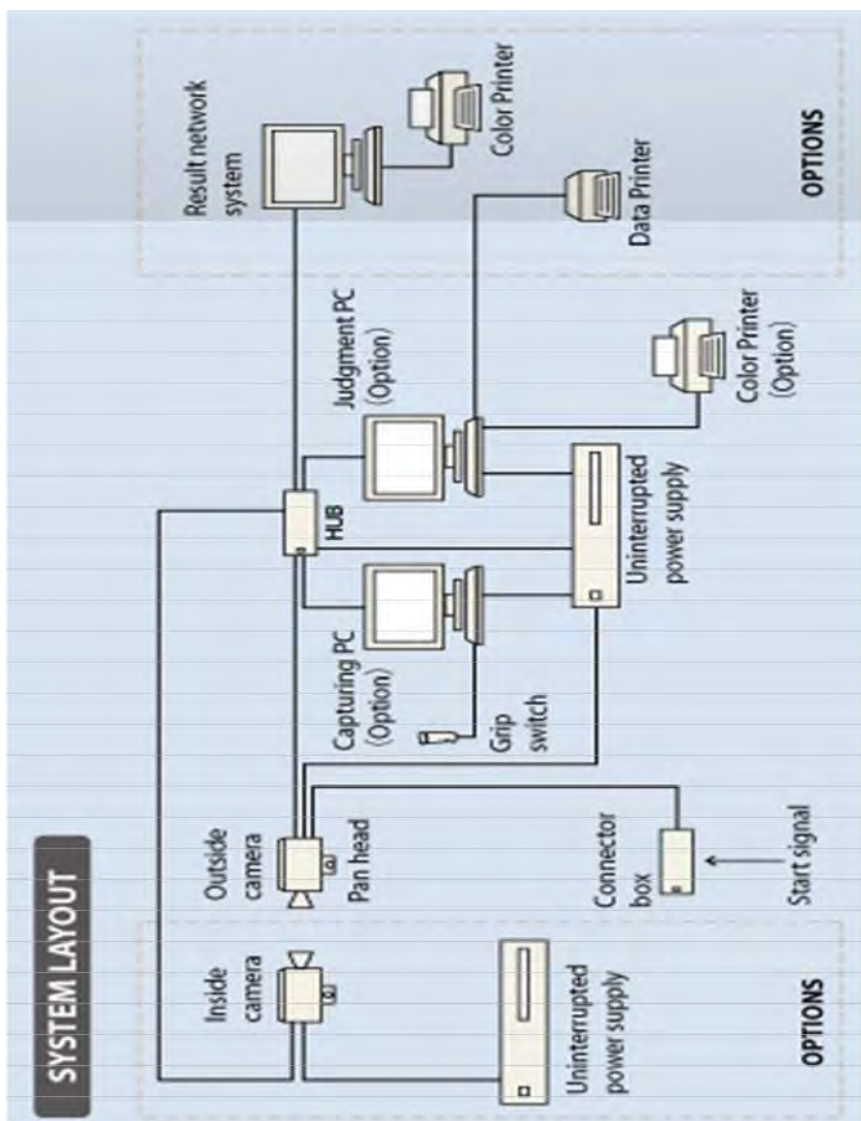 SYSTEM LAYOUT
Inside
camera
Uninterrupted
power supply
OPTIONS
Outside
camera
Pan head
Connector
box
Start signal
Capturing PC
(Option)
Grip
switch
HUB
Judgment PC
(Option)
Uninterrupted
power supply
Color Printer
(Option)
Result network
system
Color Printer
Data Printer
OPTIONS